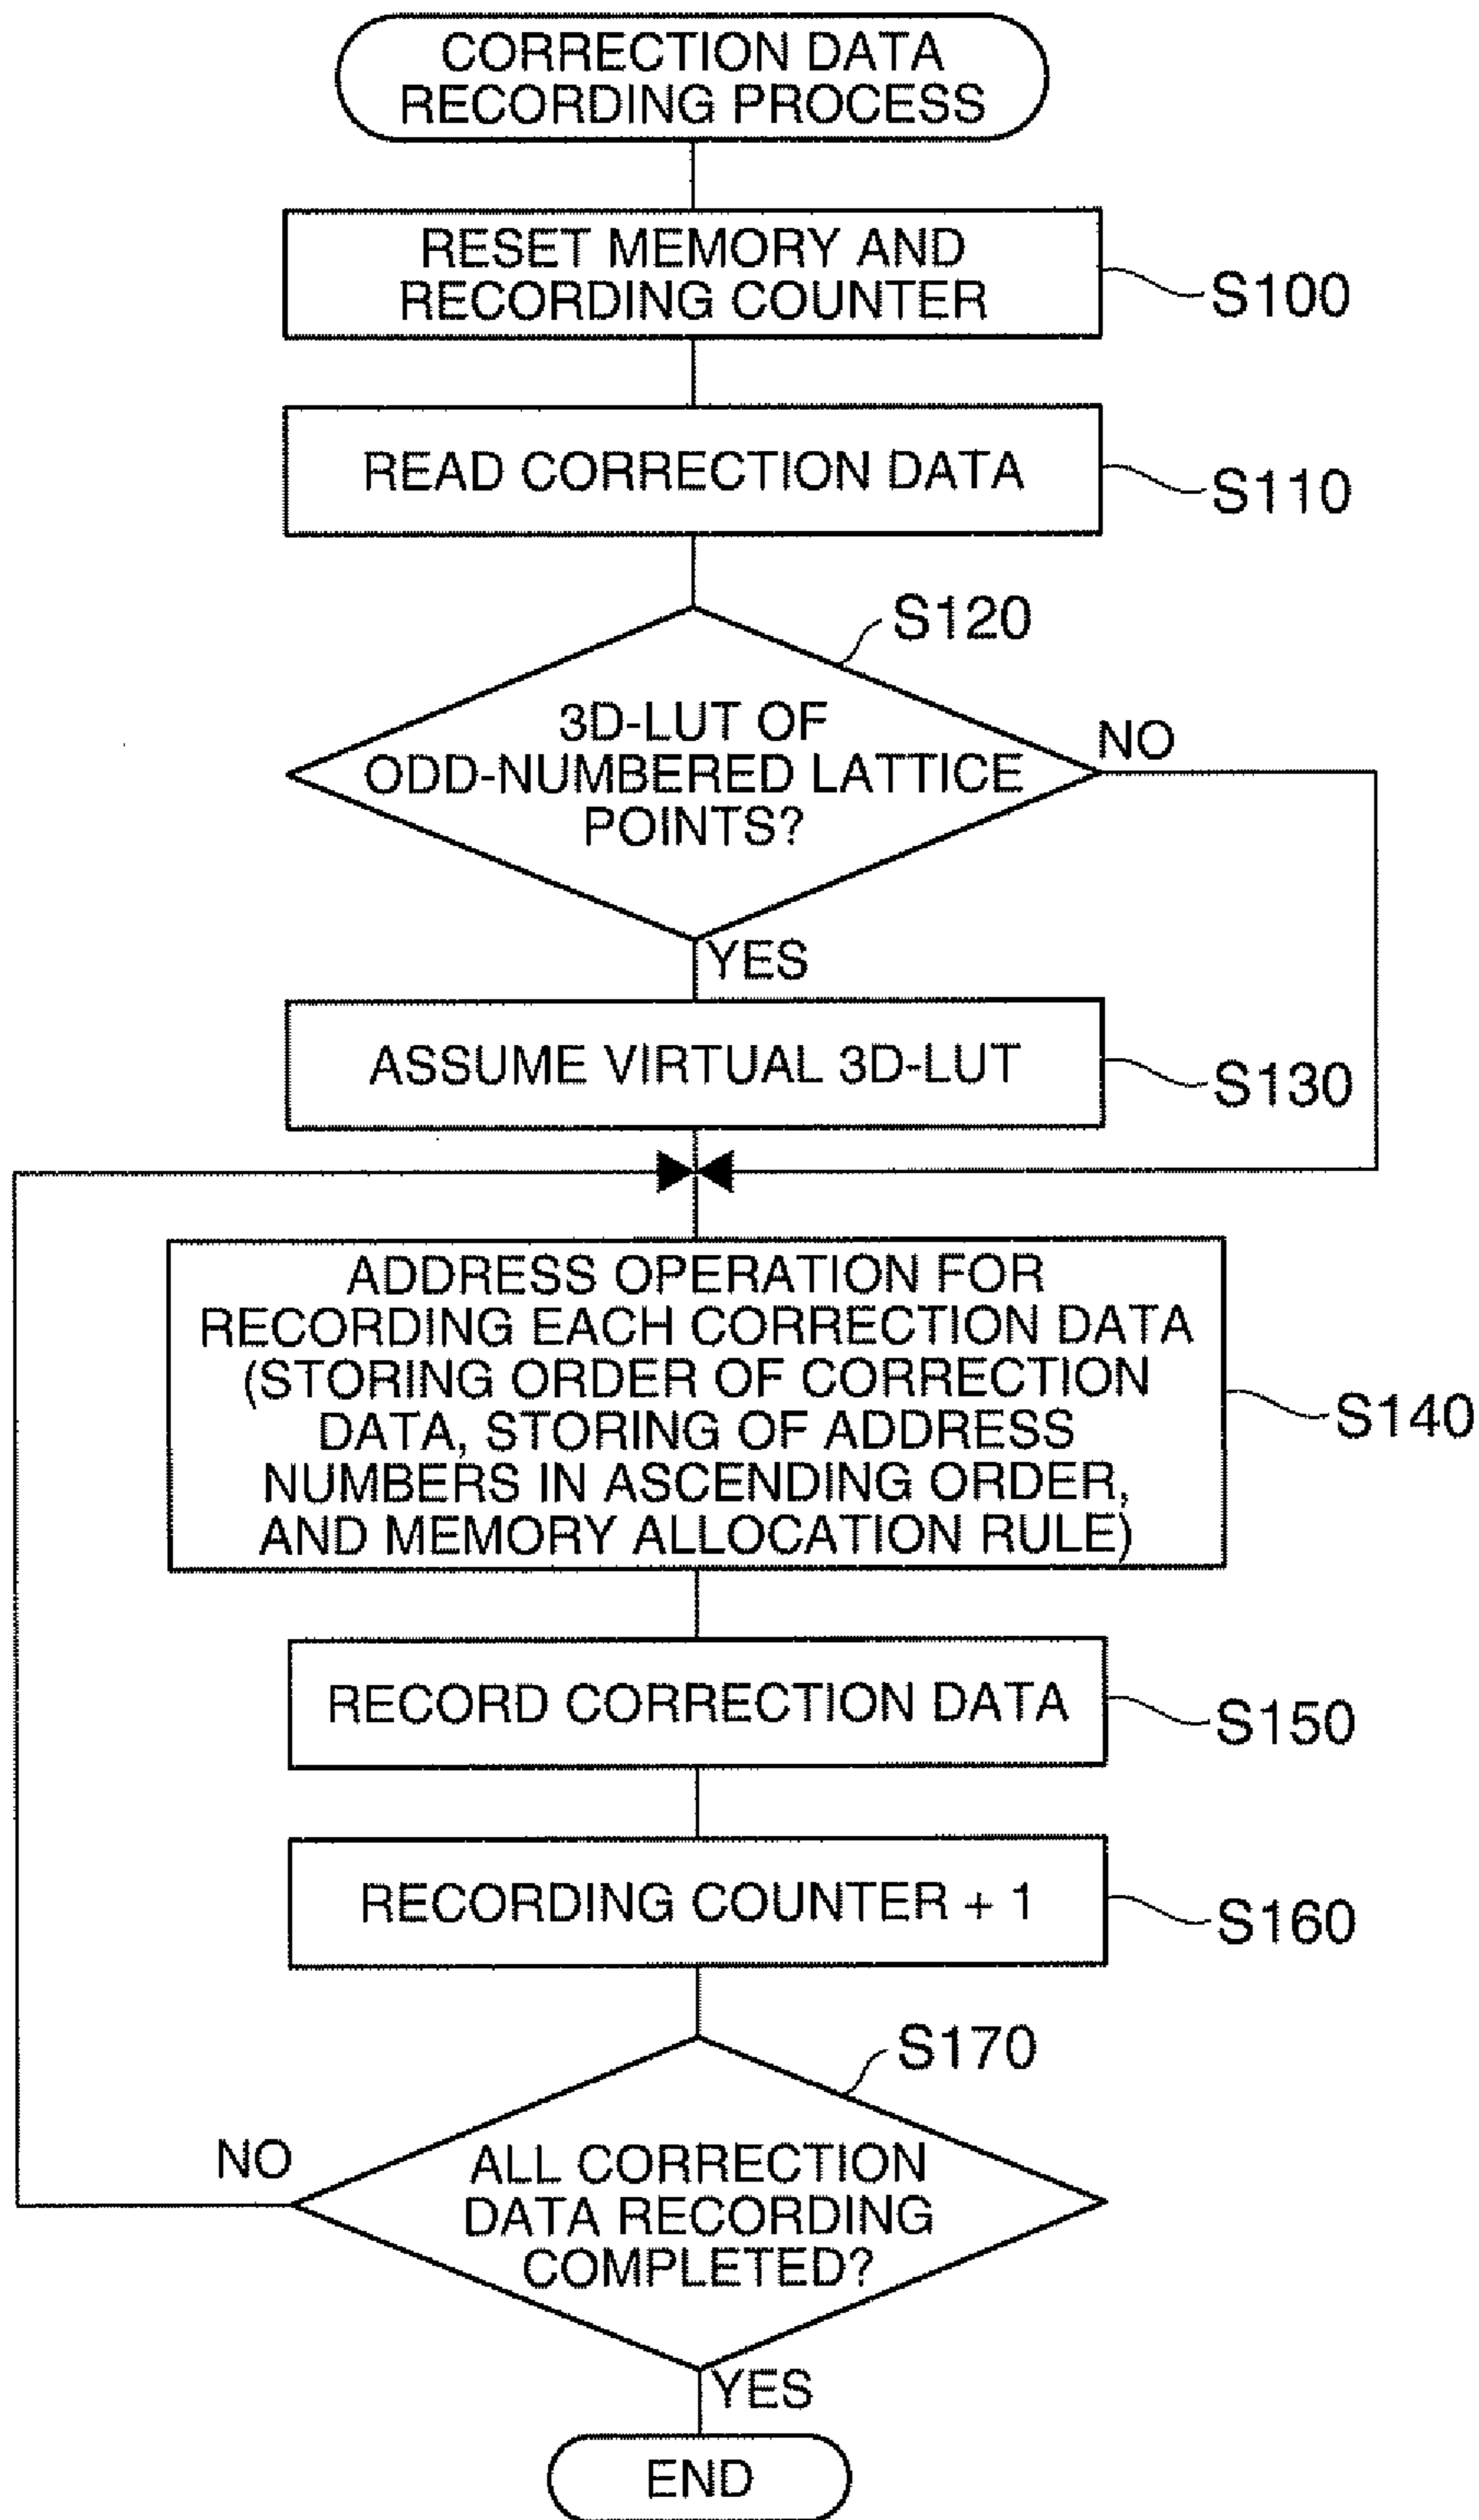 CORRECTION DATA
RECORDING PROCESS
RESET MEMORY AND
RECORDING COUNTER
S100
READ CORRECTION DATA
S110
S120
3D-LUT OF
ODD-NUMBERED LATTICE
POINTS?
NO
YES
ASSUME VIRTUAL 3D-LUT
S130
ADDRESS OPERATION FOR
RECORDING EACH CORRECTION DATA
(STORING ORDER OF CORRECTION
DATA, STORING OF ADDRESS
NUMBERS IN ASCENDING ORDER,
AND MEMORY ALLOCATION RULE)
S140
RECORD CORRECTION DATA
S150
RECORDING COUNTER + 1
S160
S170
NO
ALL CORRECTION
DATA RECORDING
COMPLETED?
YES
END